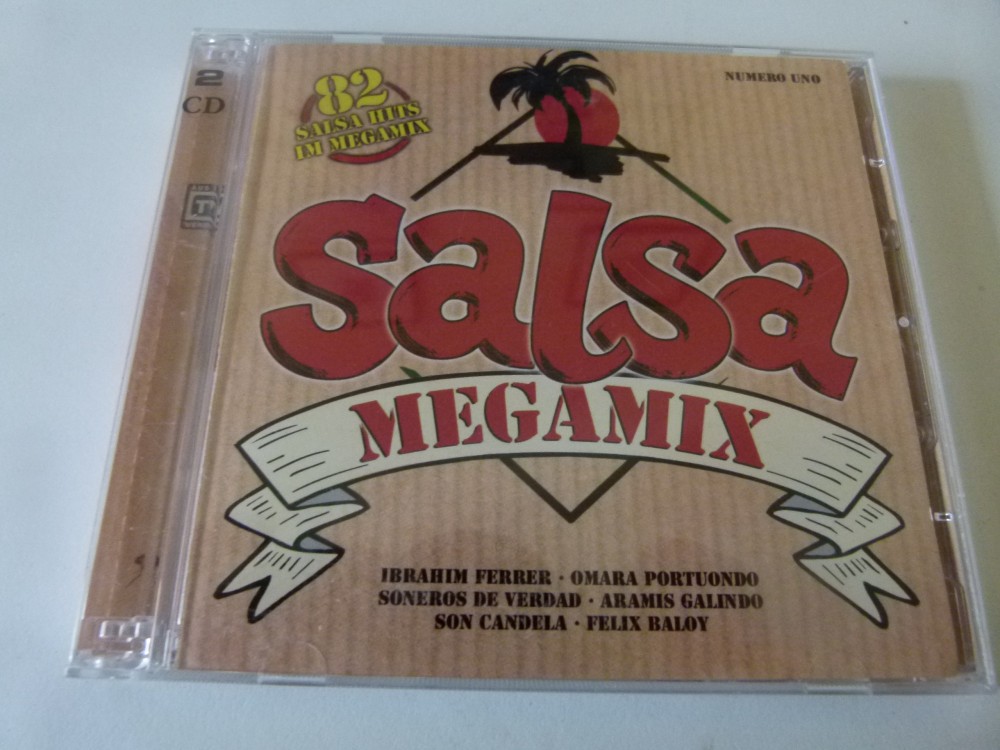 2
CD
82
SALSA HITS
IM MEGAMIX
NUMERO UNO
Salsa
MEGAMIX
IBRAHIM FERRER · OMARA PORTUONDO
SONEROS DE VERDAD · ARAMIS GALINDO
SON CANDELA · FELIX BALOY